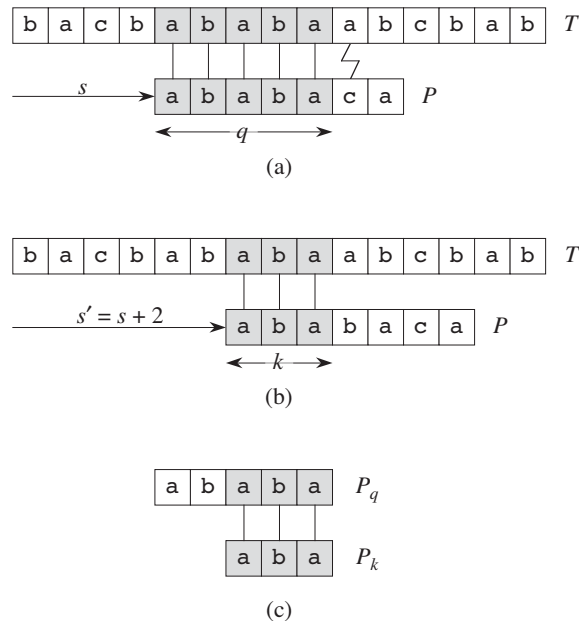 b a c b a b a b a a b c b a b T
s a b a b a c a P
q
(a)
b a c b a b a b a a b c b a b T
s′ = s + 2 a b a b a c a P
k
(b)
a b a b a P_q
a b a P_k
(c)